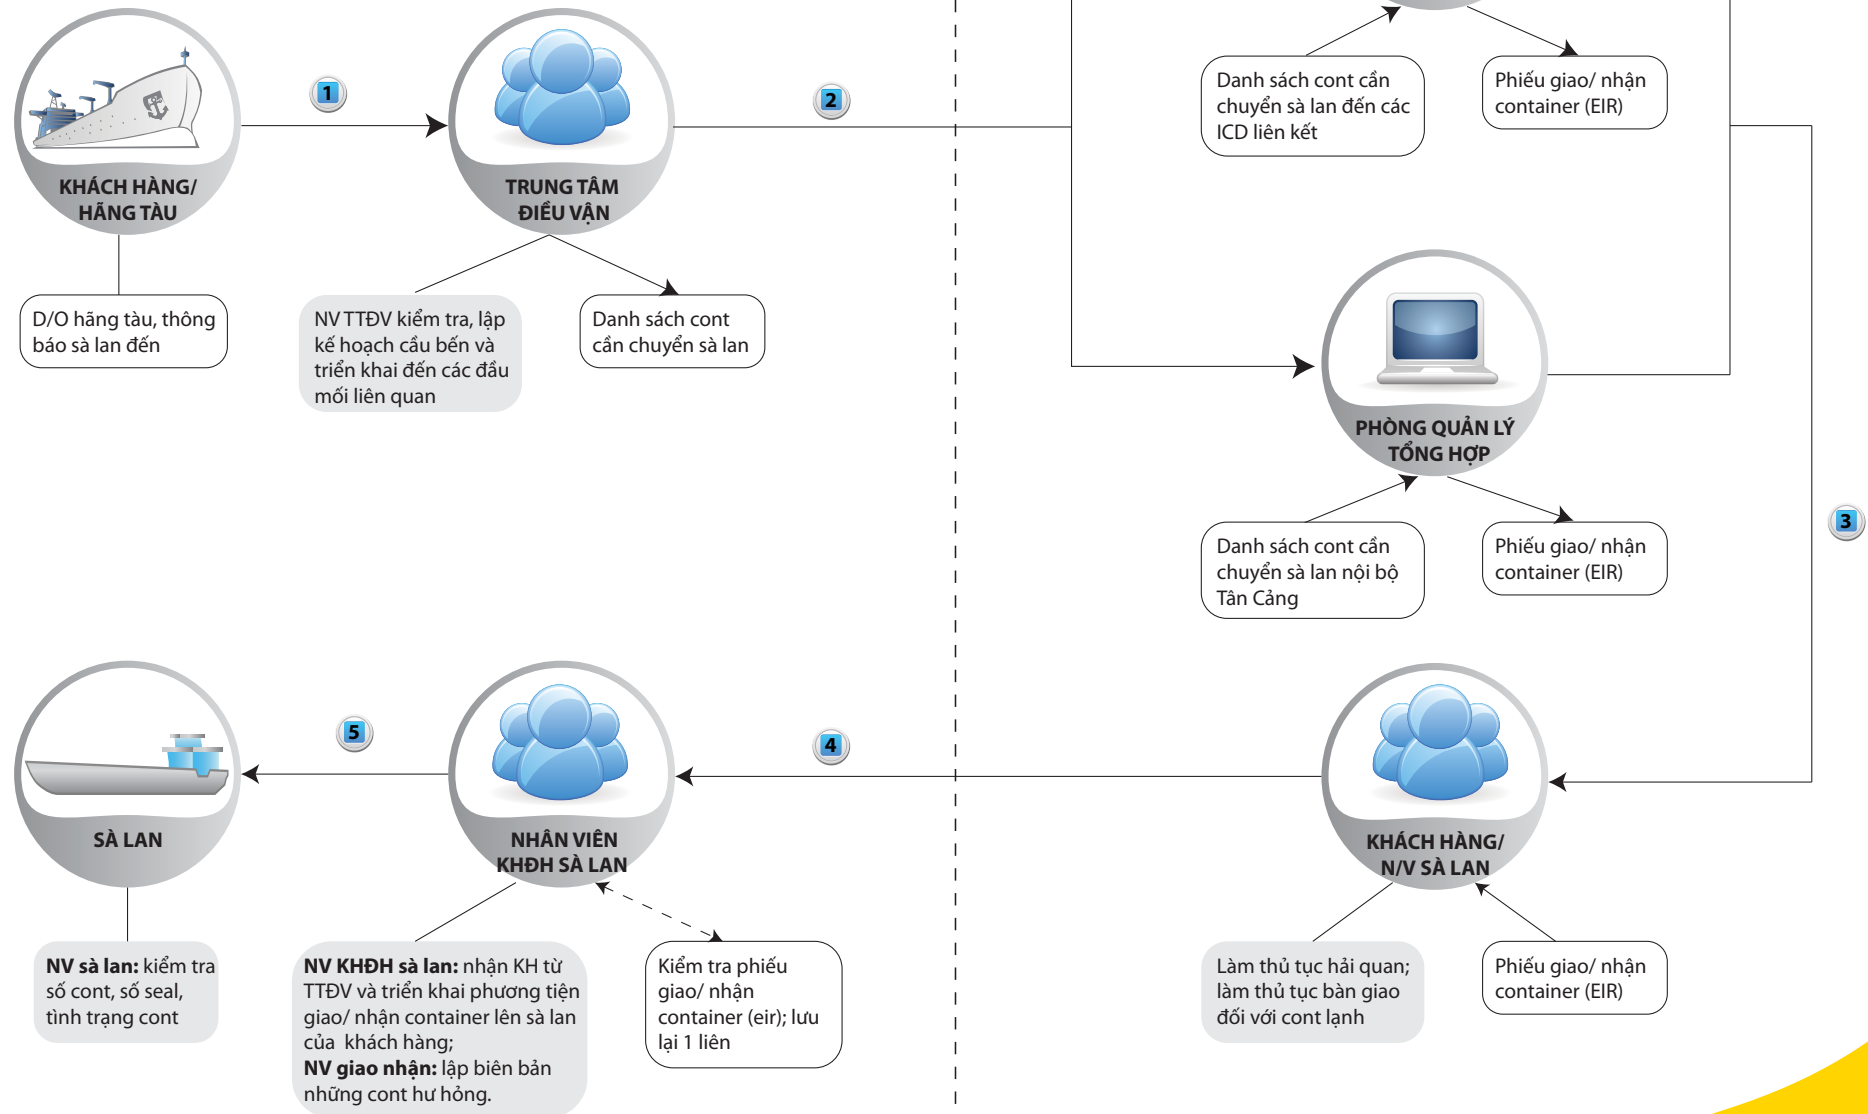 1
2
Danh sách cont cần
chuyển sà lan đến các
ICD liên kết
Phiếu giao/ nhận
container (EIR)
KHÁCH HÀNG/
HÃNG TÀU
TRUNG TÂM
ĐIỀU VẬN
D/O hãng tàu, thông
báo sà lan đến
NV TTĐV kiểm tra, lập
kế hoạch cầu bến và
triển khai đến các đầu
mối liên quan
Danh sách cont
cần chuyển sà lan
PHÒNG QUẢN LÝ
TỔNG HỢP
Danh sách cont cần
chuyển sà lan nội bộ
Tân Cảng
Phiếu giao/ nhận
container (EIR)
3
5
4
SÀ LAN
NHÂN VIÊN
KHĐH SÀ LAN
KHÁCH HÀNG/
N/V SÀ LAN
NV sà lan: kiểm tra
số cont, số seal,
tình trạng cont
NV KHĐH sà lan: nhận KH từ
TTĐV và triển khai phương tiện
giao/ nhận container lên sà lan
của khách hàng;
NV giao nhận: lập biên bản
những cont hư hỏng.
Kiểm tra phiếu
giao/ nhận
container (eir); lưu
lại 1 liên
Làm thủ tục hải quan;
làm thủ tục bàn giao
đối với cont lạnh
Phiếu giao/ nhận
container (EIR)